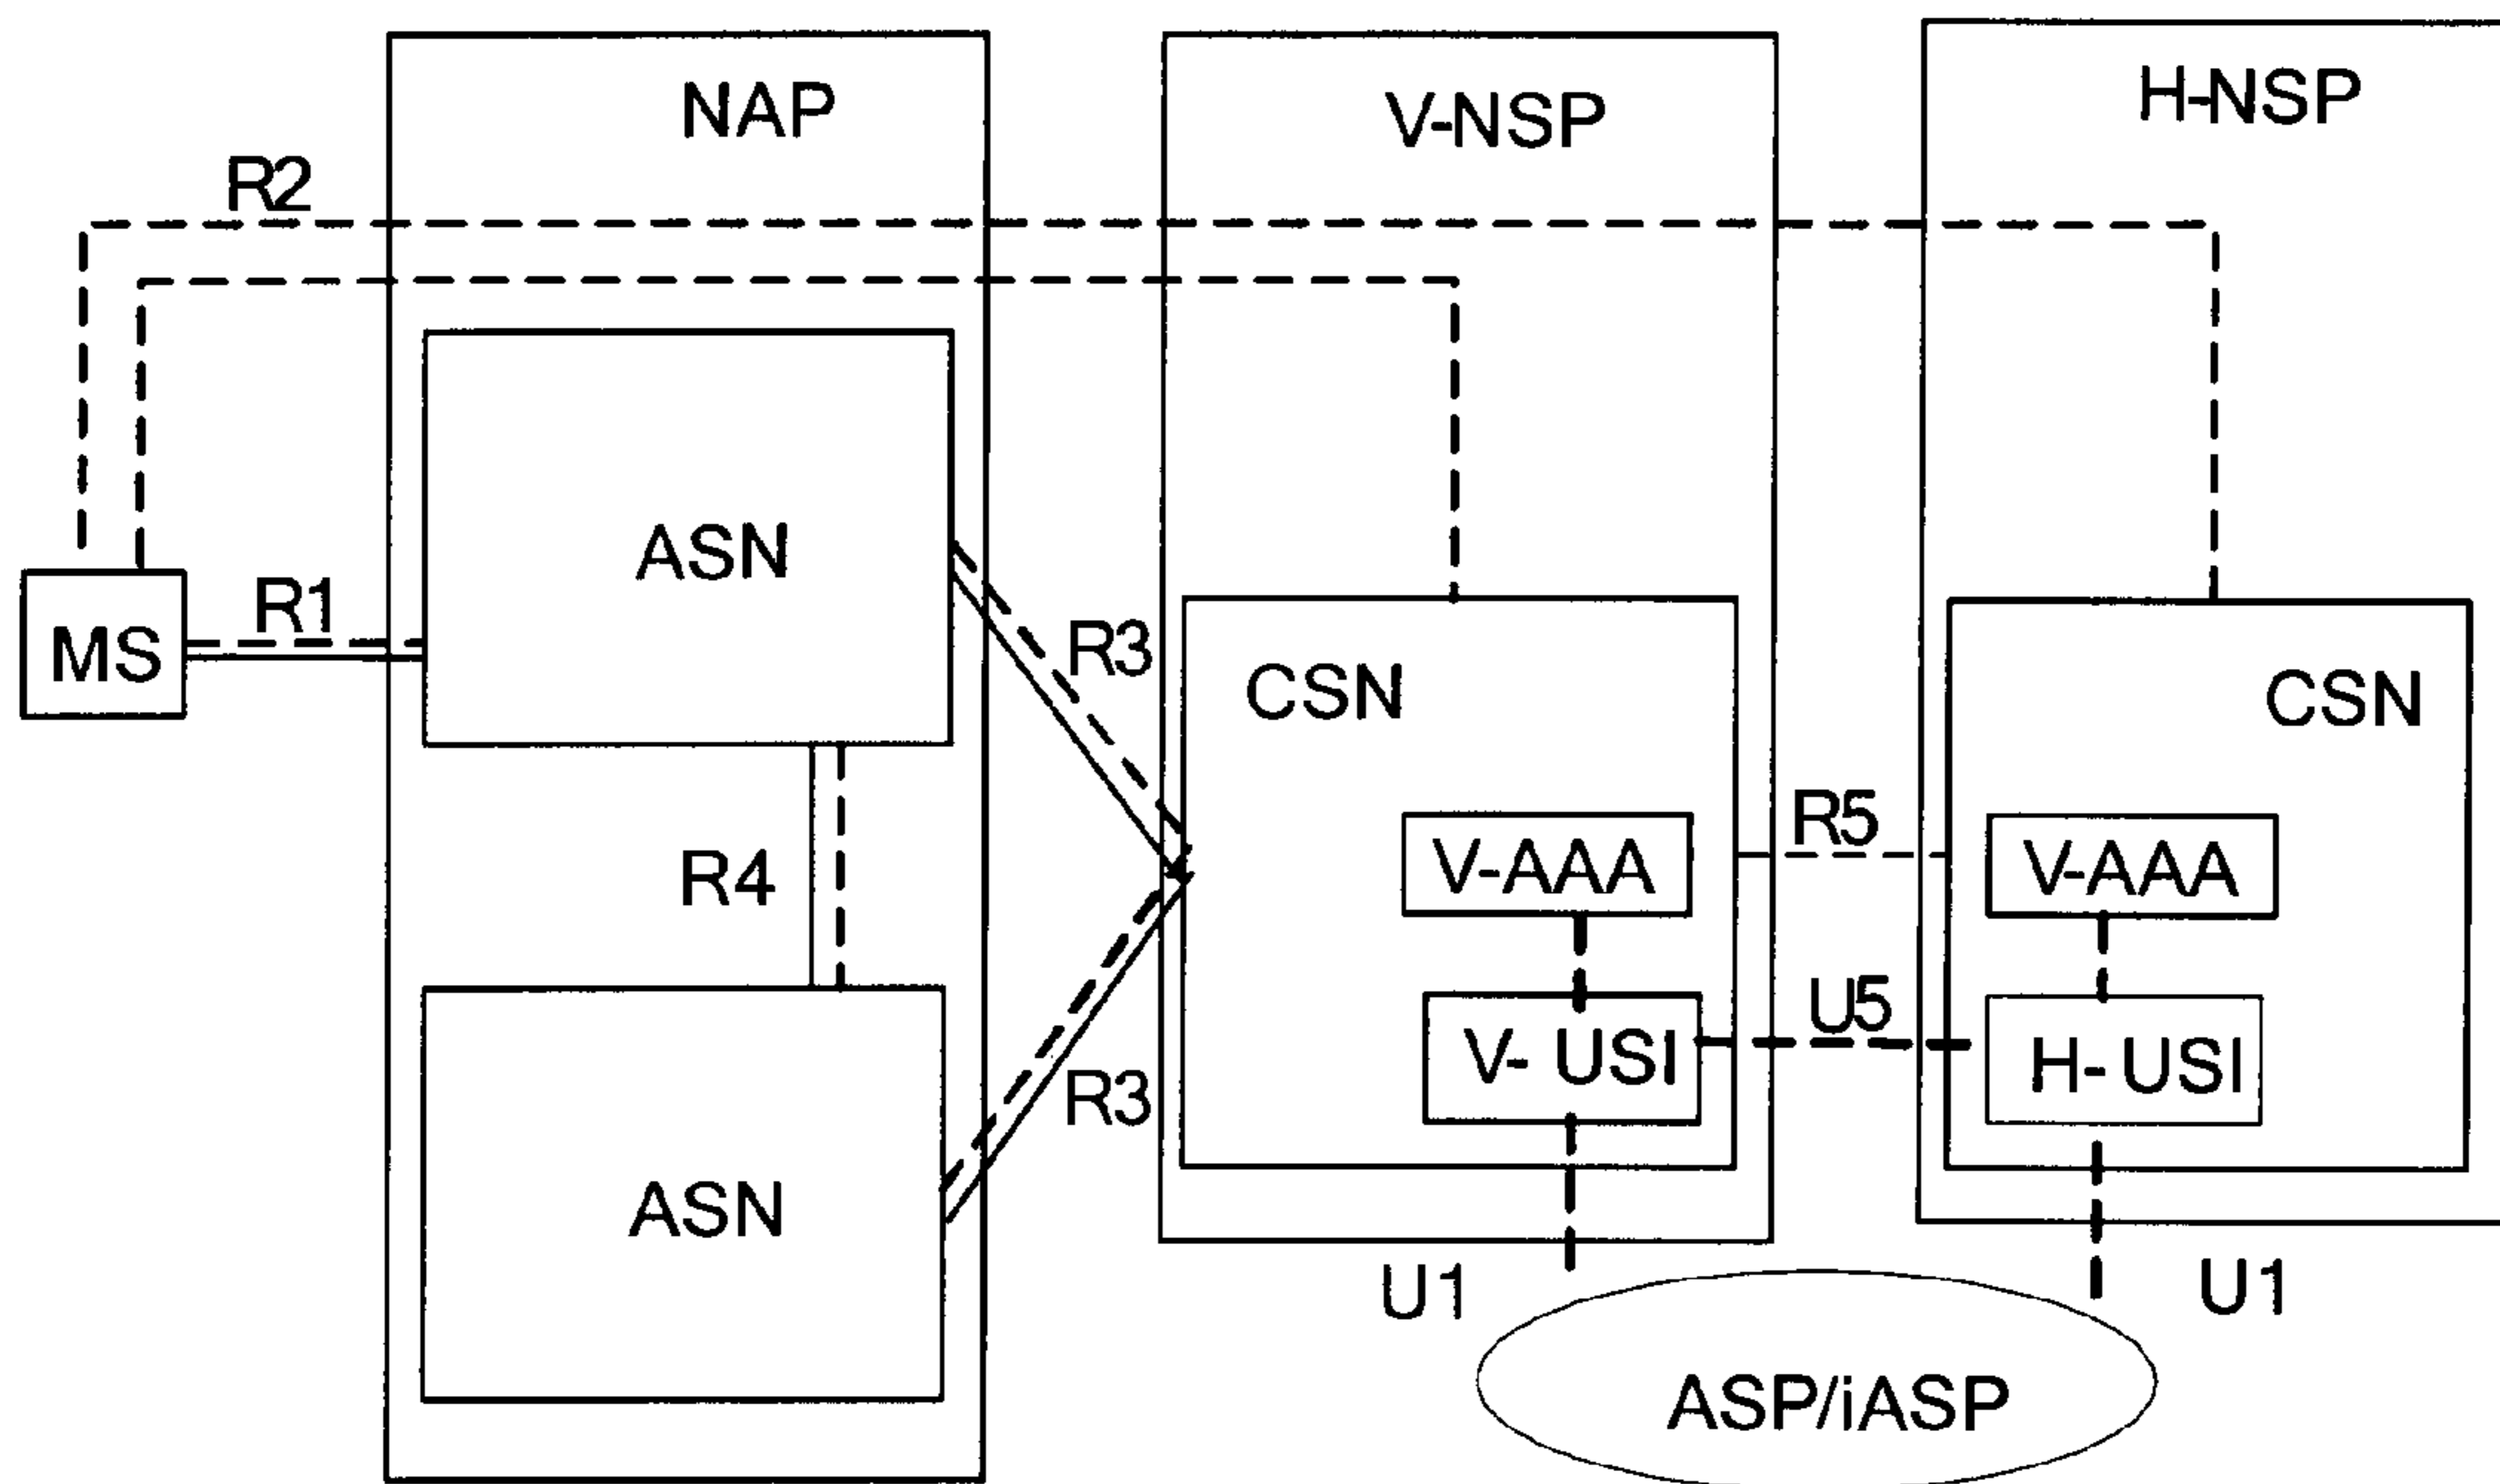 NAP
V-NSP
H-NSP
R2
ASN
R1
MS
R3
CSN
CSN
R5
V-AAA
V-AAA
R4
U5
V- USI
H- USI
R3
ASN
U1
U1
ASP/iASP